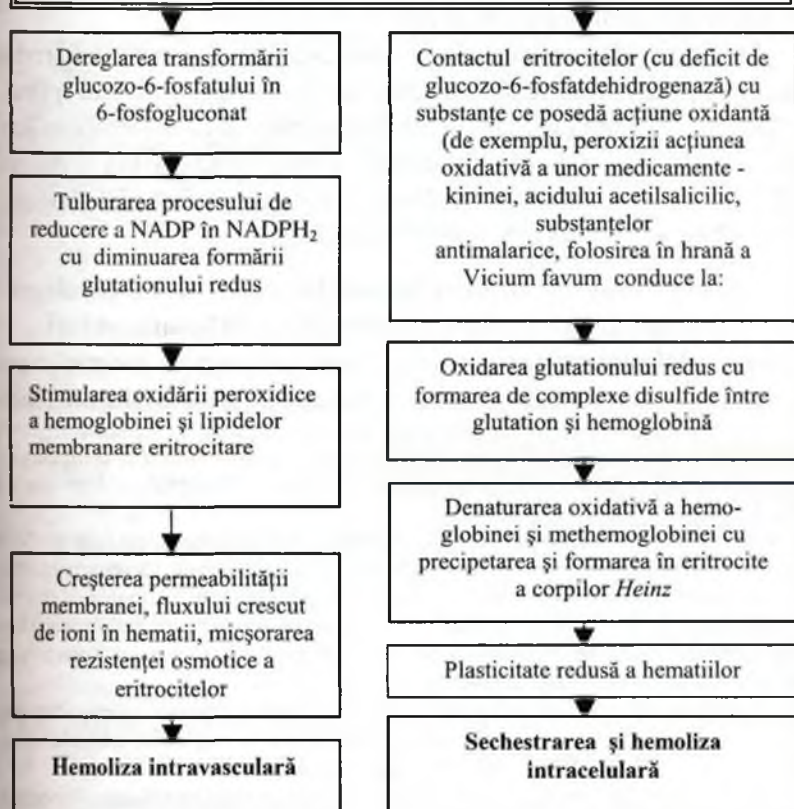 Dereglarea transformării
glucozo-6-fosfatului în
6-fosfogluconat
Tulburarea procesului de
reducere a NADP în NADPH₂
cu diminuarea formării
glutationului redus
Stimularea oxidării peroxidice
a hemoglobinei şi lipidelor
membranare eritrocitare
Creşterea permeabilităţii
membranei, fluxului crescut
de ioni în hematii, micşorarea
rezistenţei osmotice a
eritrocitelor
Hemoliza intravasculară
Contactul eritrocitelor (cu deficit de
glucozo-6-fosfatdehidrogenază) cu
substanţe ce posedă acţiune oxidantă
(de exemplu, peroxizii acţiunea
oxidativă a unor medicamente -
kininei, acidului acetilsalicilic,
substanţelor
antimalarice, folosirea în hrană a
Vicium favum conduce la:
Oxidarea glutationului redus cu
formarea de complexe disulfide între
glutation şi hemoglobină
Denaturarea oxidativă a hemo-
globinei şi methemoglobinei cu
precipetarea şi formarea în eritrocite
a corpilor Heinz
Plasticitate redusă a hematiilor
Sechestrarea şi hemoliza
intracelulară